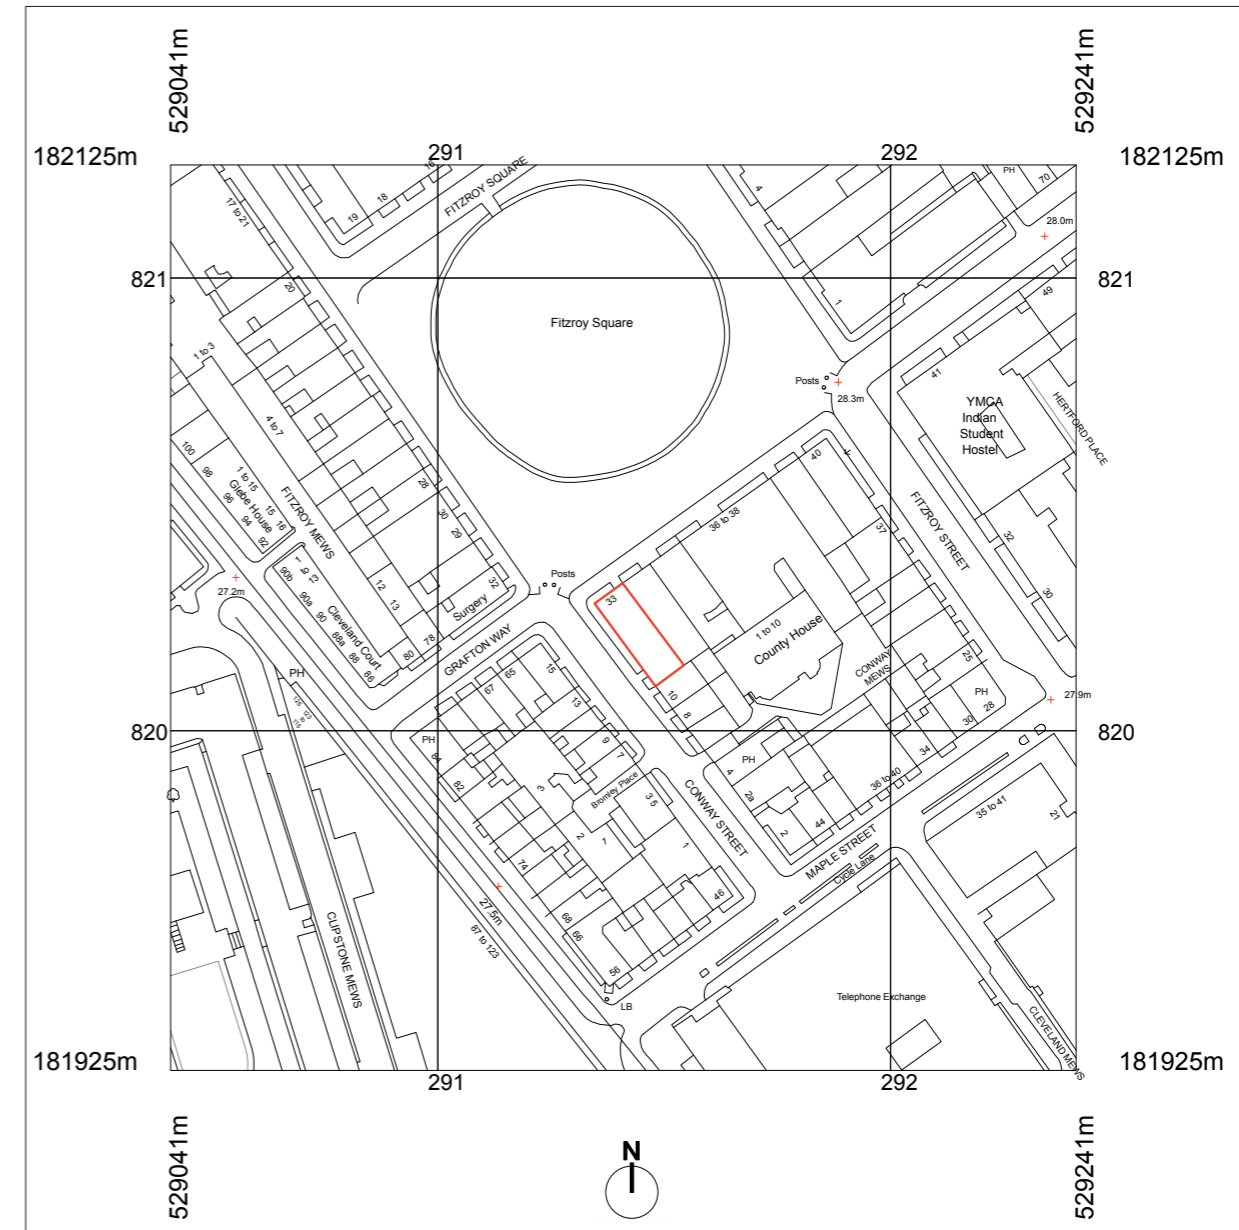 529041m
529241m
182125m
291
292
182125m
FITZROY SQUARE
16
18
19
17 to 21
4
PH
70
28.0m
821
821
20
1
49
Fitzroy Square
1 to 3
Posts
28.3m
41
YMCA
Indian
Student
Hostel
HERTFORD PLACE
4 to 7
100
98
96
94
92
1 to 15
Glebe House
15
16
FITZROY MEWS
28
30
29
32
40
36 to 38
37
FITZROY STREET
32
30
Posts
27.2m
90b
1 to 13
90a
90
88a
88
86
Cleveland Court
12
13
80
78
Surgery
GRAFTON WAY
33
1 to 10
County House
CONWAY
MEWS
25
PH
28
30
27.9m
PH
125
15
65
67
13
9
7
10
8
820
820
PH
84
82
3
Bromley Place
3 5
2
7
1
74
68
66
56
46
CONWAY STREET
PH
4
2a
2
44
36 to 40
34
MAPLE STREET
Cycle Lane
35 to 41
21
CLIPSTONE MEWS
27.5m
87 to 123
LB
Telephone Exchange
CLEVELAND MEWS
181925m
291
292
181925m
529041m
529241m
N